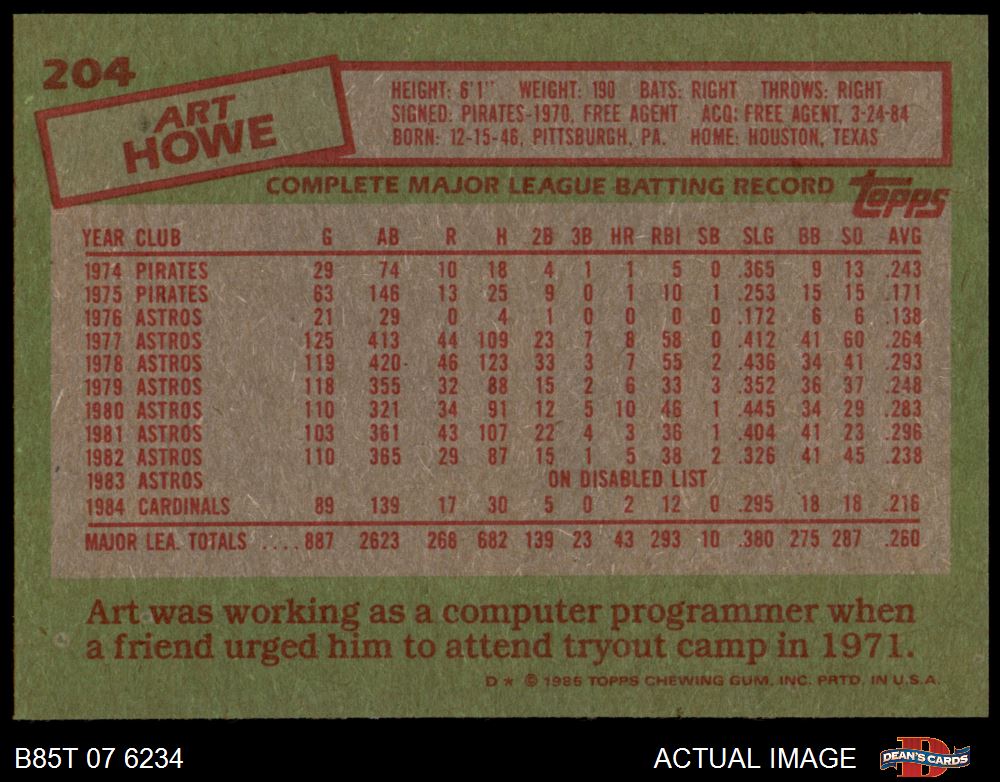 204
ART
HOWE
HEIGHT: 6'1" WEIGHT: 190 BATS: RIGHT THROWS: RIGHT
SIGNED: PIRATES-1970, FREE AGENT ACQ: FREE AGENT, 3-24-84
BORN: 12-15-46, PITTSBURGH, PA. HOME: HOUSTON, TEXAS
COMPLETE MAJOR LEAGUE BATTING RECORD topps
YEAR CLUB G AB R H 2B 3B HR RBI SB SLG BB SO AVG
1974 PIRATES 29 74 10 18 4 1 1 5 0 .365 9 13 .243
1975 PIRATES 63 146 13 25 9 0 1 10 1 .253 15 15 .171
1976 ASTROS 21 29 0 4 1 0 0 0 0 .172 6 6 .138
1977 ASTROS 125 413 44 109 23 7 8 58 0 .412 41 60 .264
1978 ASTROS 119 420 46 123 33 3 7 55 2 .436 34 41 .293
1979 ASTROS 118 355 32 88 15 2 6 33 3 .352 36 37 .248
1980 ASTROS 110 321 34 91 12 5 10 46 1 .445 34 29 .283
1981 ASTROS 103 361 43 107 22 4 3 36 1 .404 41 23 .296
1982 ASTROS 110 365 29 87 15 1 5 38 2 .326 41 45 .238
1983 ASTROS ON DISABLED LIST
1984 CARDINALS 89 139 17 30 5 0 2 12 0 .295 18 18 .216
MAJOR LEA. TOTALS .... 887 2623 268 682 139 23 43 293 10 .380 275 287 .260
Art was working as a computer programmer when
a friend urged him to attend tryout camp in 1971.
D * © 1985 TOPPS CHEWING GUM, INC. PRTD. IN U.S.A.
B85T 07 6234 ACTUAL IMAGE DEAN'S CARDS